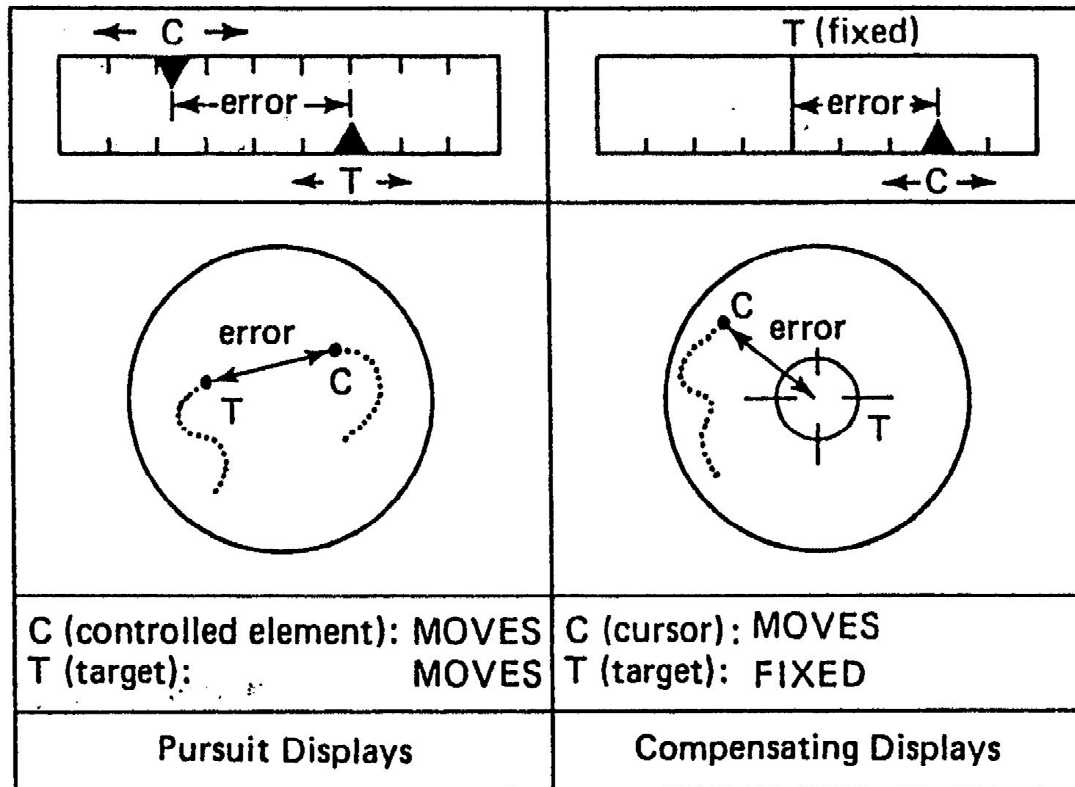 C
error
T
T (fixed)
error
C
error
T
C
C
error
T
C (controlled element): MOVES
T (target): MOVES
C (cursor): MOVES
T (target): FIXED
Pursuit Displays
Compensating Displays